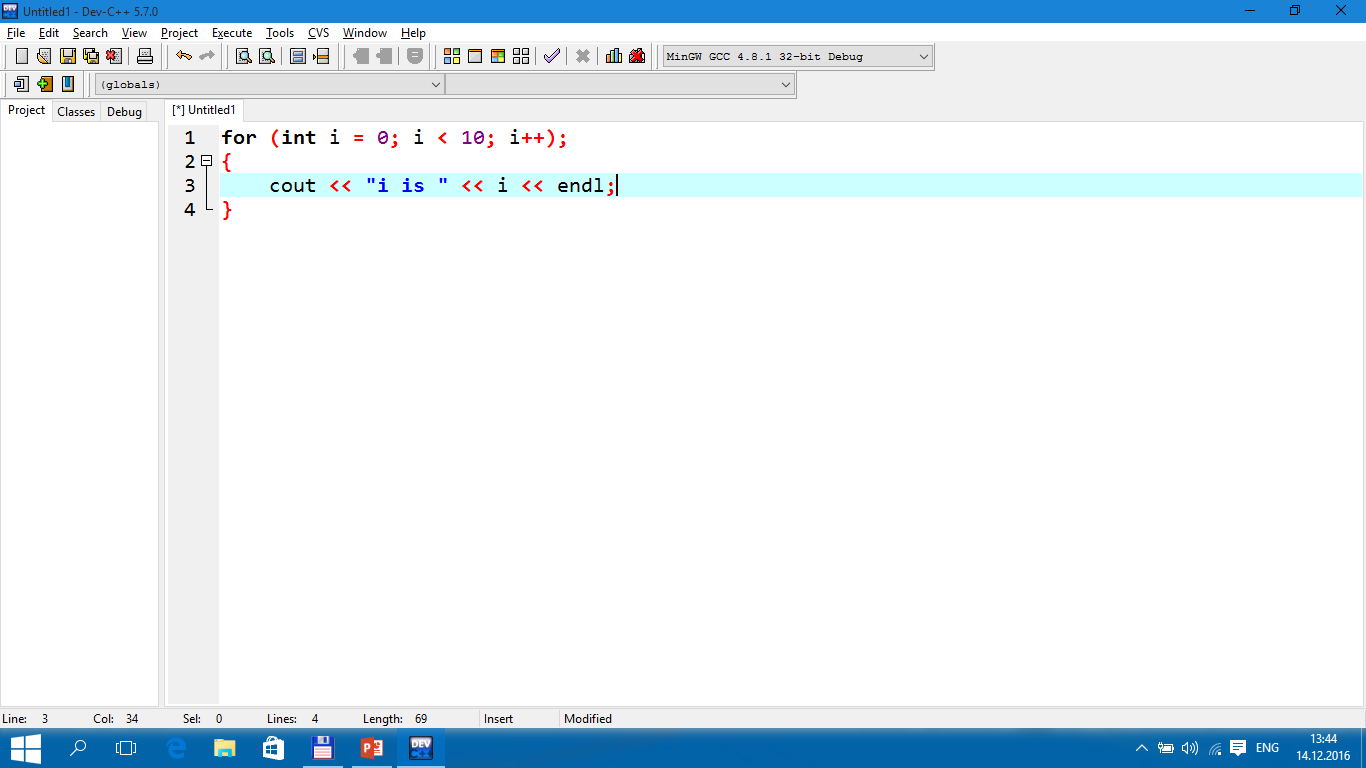 Untitled1 - Dev-C++ 5.7.0
File Edit Search View Project Execute Tools CVS Window Help
MinGW GCC 4.8.1 32-bit Debug
(globals)
Project Classes Debug
[*] Untitled1
1 for (int i = 0; i < 10; i++);
2 {
3     cout << "i is " << i << endl;
4 }
Line: 3 Col: 34 Sel: 0 Lines: 4 Length: 69 Insert Modified
DEV C++
ENG
13:44
14.12.2016